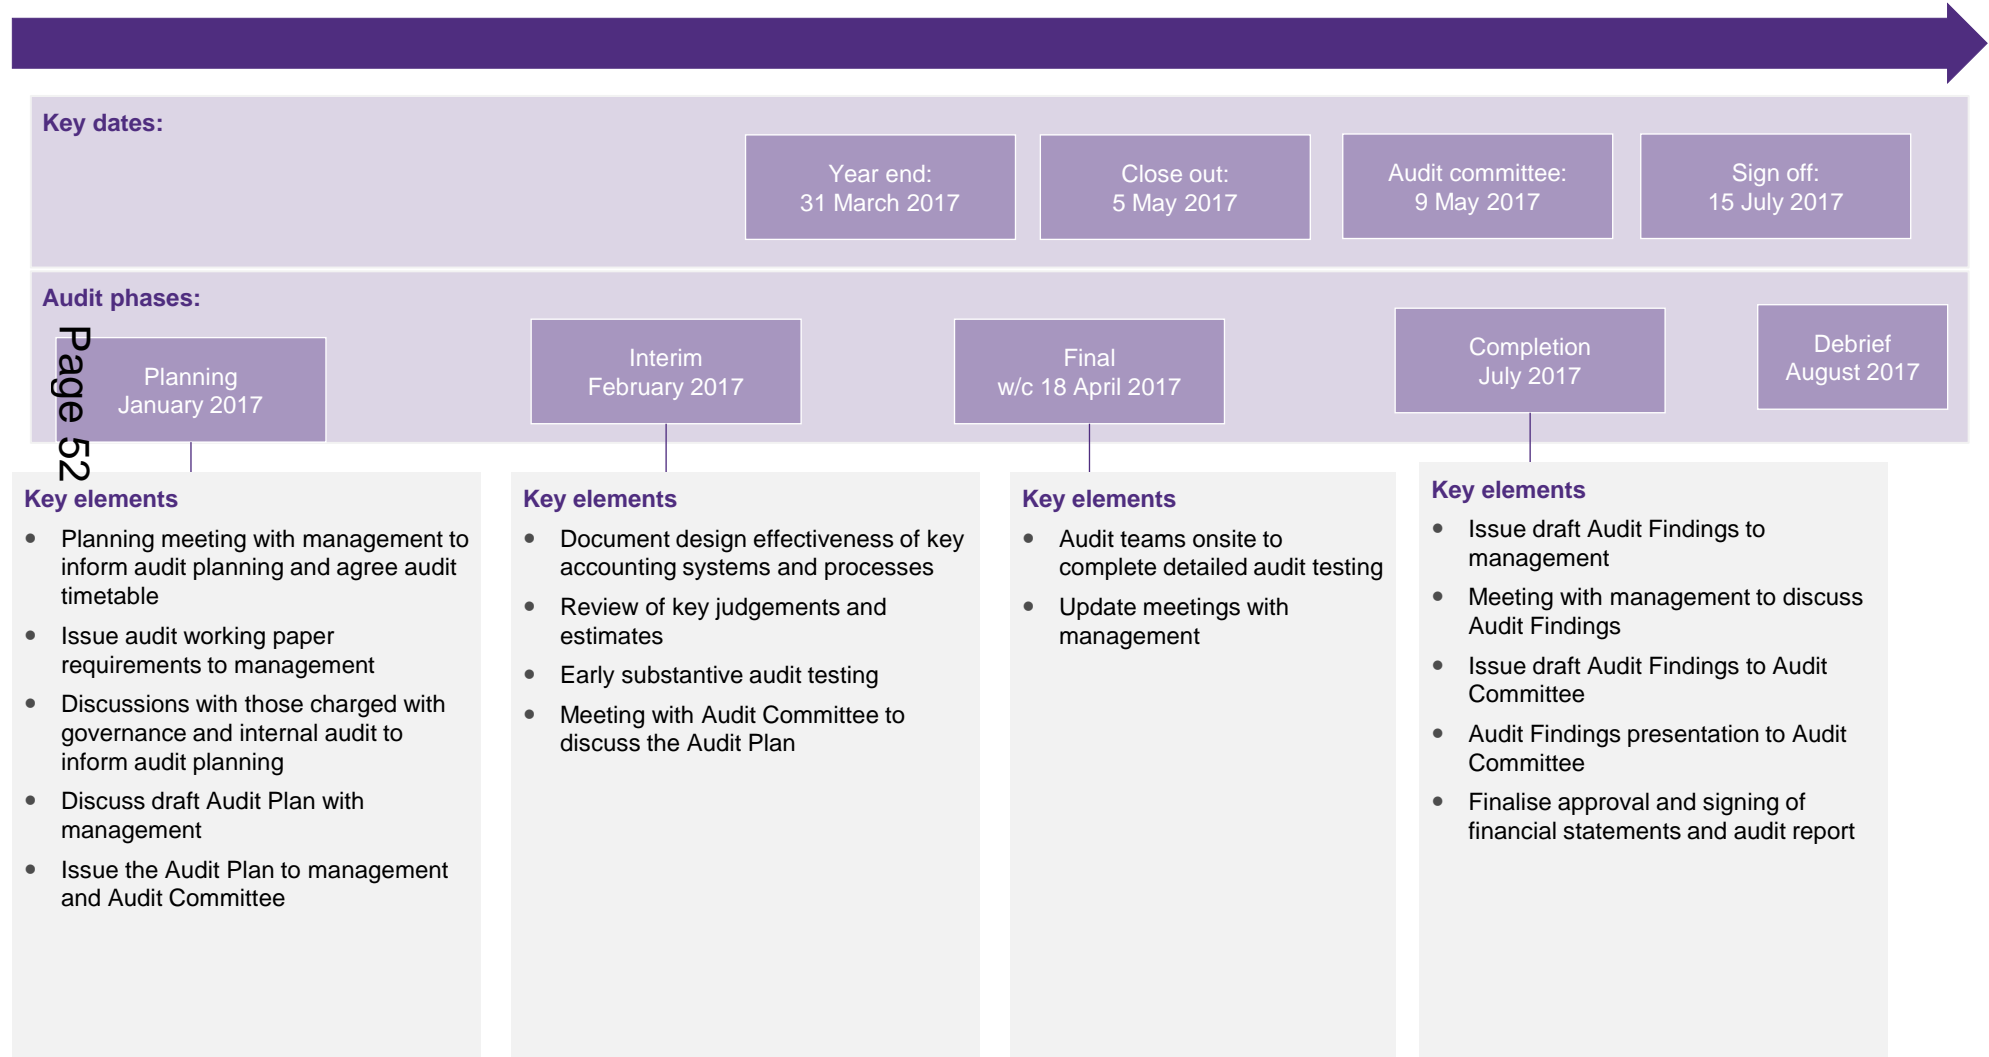 Key dates:
Year end:
31 March 2017
Close out:
5 May 2017
Audit committee:
9 May 2017
Sign off:
15 July 2017
Audit phases:
Planning
January 2017
Interim
February 2017
Final
w/c 18 April 2017
Completion
July 2017
Debrief
August 2017
Page 52
Key elements
• Planning meeting with management to
inform audit planning and agree audit
timetable
• Issue audit working paper
requirements to management
• Discussions with those charged with
governance and internal audit to
inform audit planning
• Discuss draft Audit Plan with
management
• Issue the Audit Plan to management
and Audit Committee
Key elements
• Document design effectiveness of key
accounting systems and processes
• Review of key judgements and
estimates
• Early substantive audit testing
• Meeting with Audit Committee to
discuss the Audit Plan
Key elements
• Audit teams onsite to
complete detailed audit testing
• Update meetings with
management
Key elements
• Issue draft Audit Findings to
management
• Meeting with management to discuss
Audit Findings
• Issue draft Audit Findings to Audit
Committee
• Audit Findings presentation to Audit
Committee
• Finalise approval and signing of
financial statements and audit report